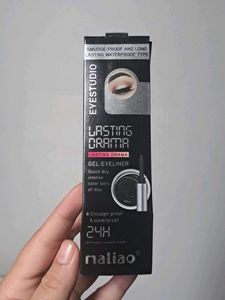 SMUDGE-PROOF AND LONG
LASTING WATERPROOF TYPE
EYESTUDIO
LASTING
DRAMA
LASTING DRAMA
GEL EYELINER
Quick dry,
intense
color lasts
all day.
Smudge-proof
& waterproof
24H
maliao